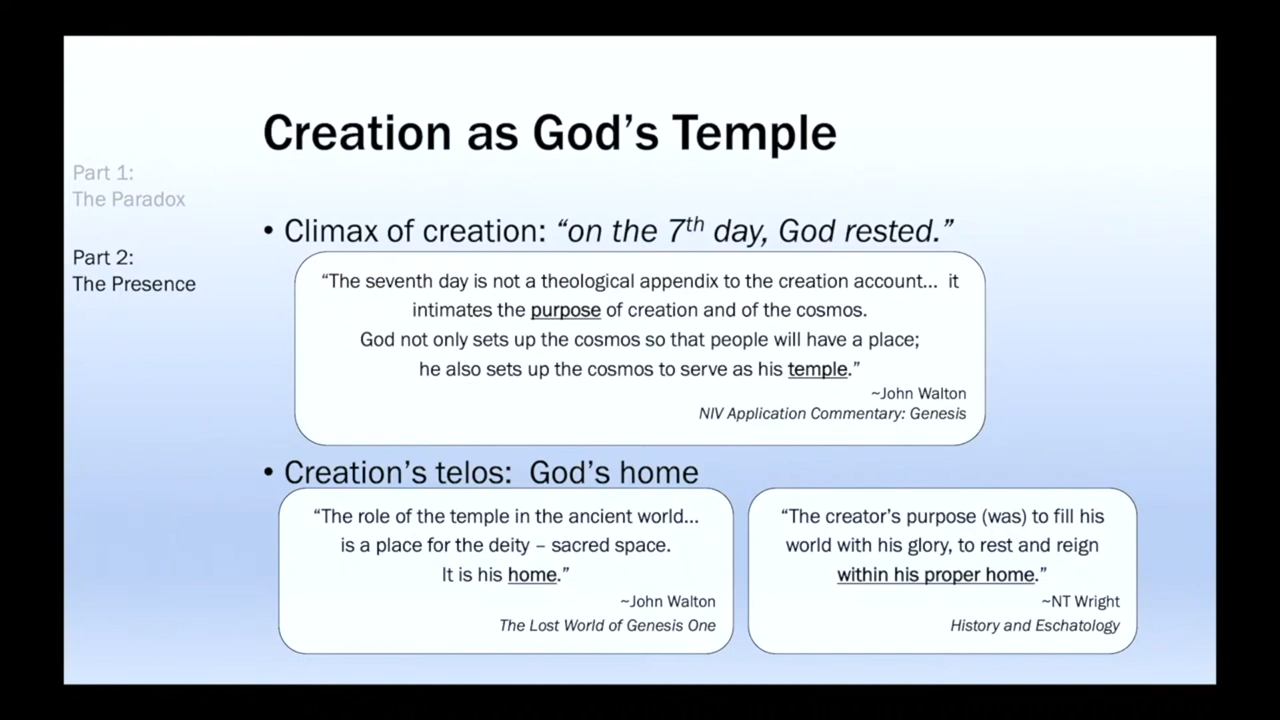 Creation as God's Temple
Part 1:
The Paradox
Part 2:
The Presence
• Climax of creation: “on the 7th day, God rested.”
“The seventh day is not a theological appendix to the creation account... it
intimates the purpose of creation and of the cosmos.
God not only sets up the cosmos so that people will have a place;
he also sets up the cosmos to serve as his temple.”
~John Walton
NIV Application Commentary: Genesis
• Creation’s telos: God’s home
“The role of the temple in the ancient world...
is a place for the deity – sacred space.
It is his home.”
~John Walton
The Lost World of Genesis One
“The creator’s purpose (was) to fill his
world with his glory, to rest and reign
within his proper home.”
~NT Wright
History and Eschatology